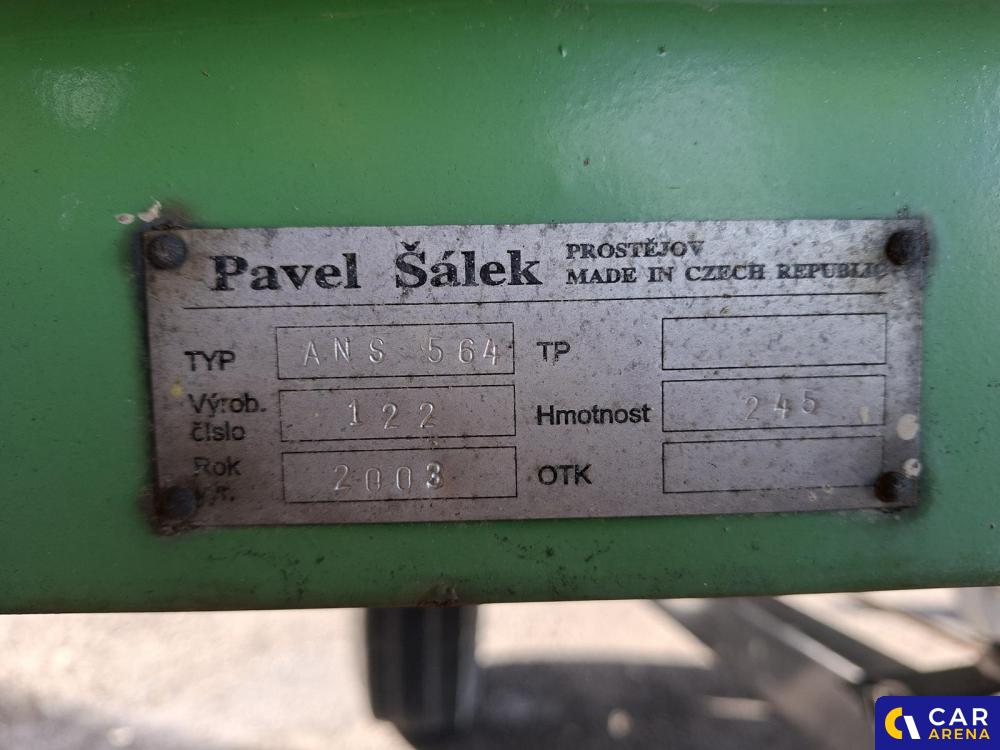 Pavel Šálek PROSTĚJOV
MADE IN CZECH REPUBLIC
TYP ANS 564 TP
Výrob. číslo 122 Hmotnost 245
Rok 2003 OTK
CAR
ARENA